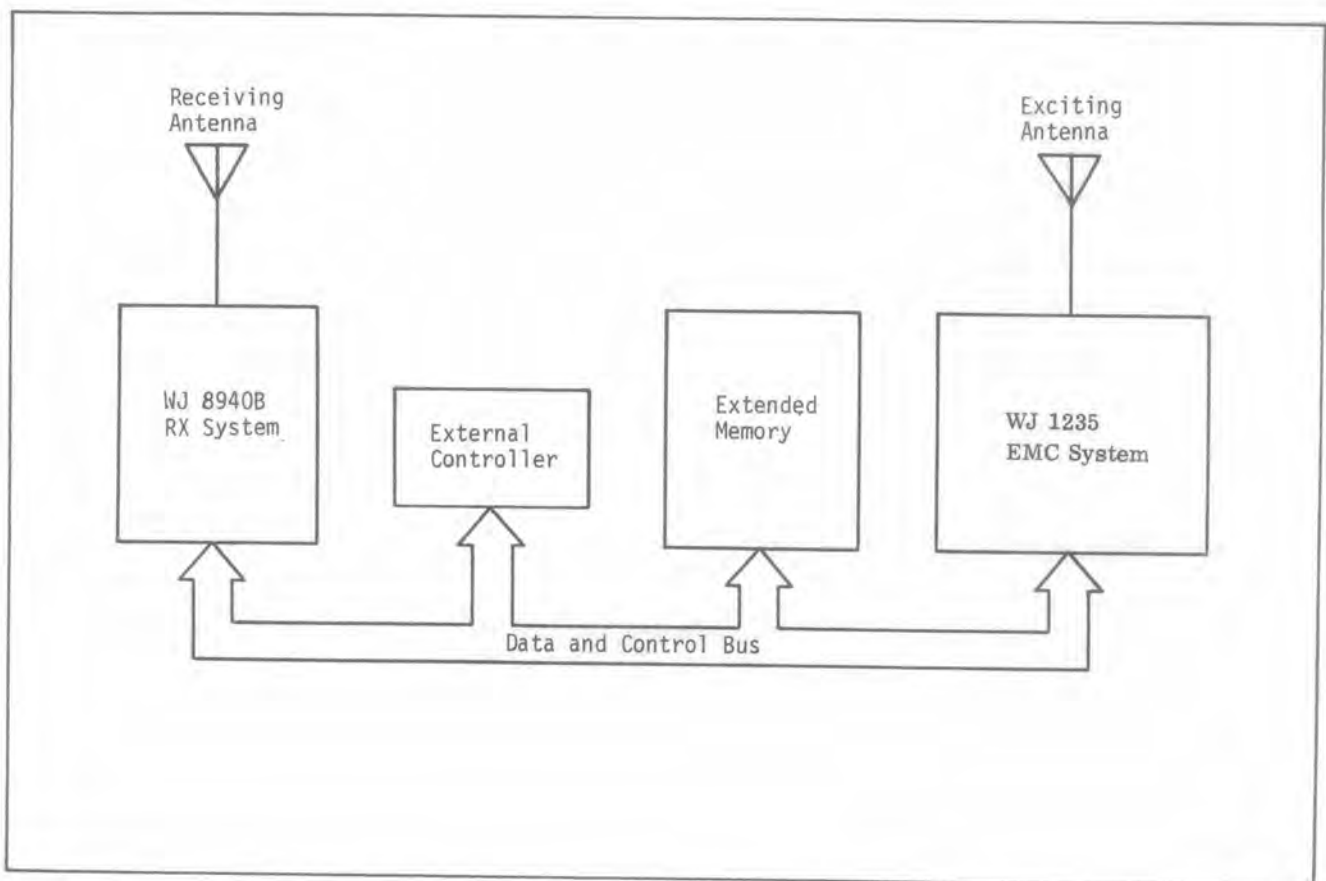 Receiving
Antenna
Exciting
Antenna
WJ 8940B
RX System
External
Controller
Extended
Memory
WJ 1235
EMC System
Data and Control Bus